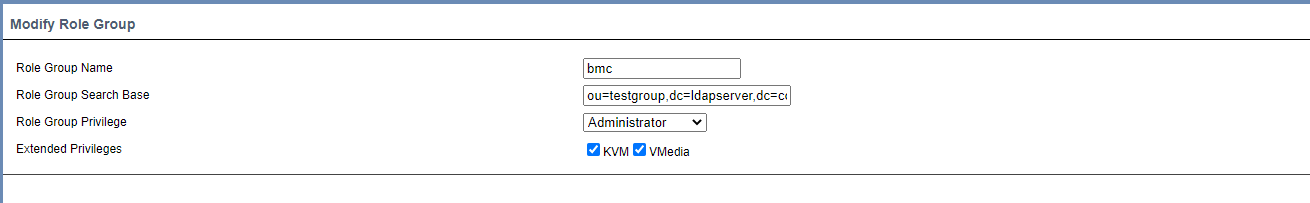 Modify Role Group
Role Group Name bmc
Role Group Search Base ou=testgroup,dc=ldapserver,dc=co
Role Group Privilege Administrator
Extended Privileges KVM VMedia